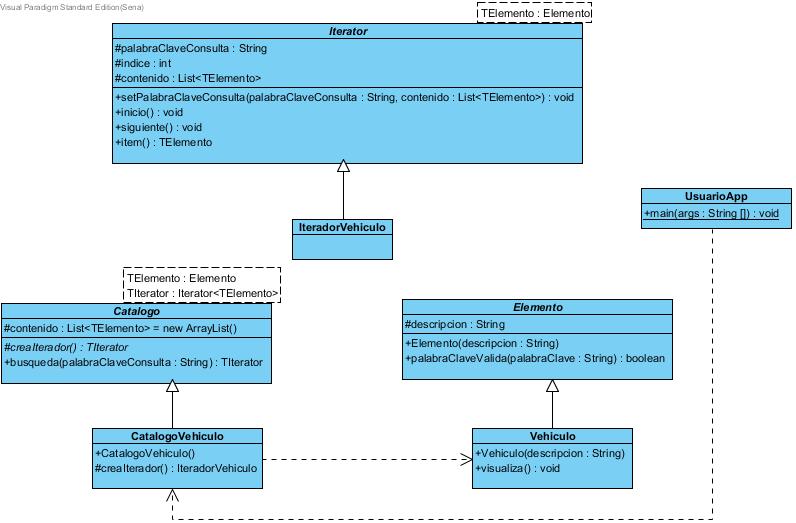 Visual Paradigm Standard Edition(Sena)
TElemento : Elemento
Iterator
#palabraClaveConsulta : String
#indice : int
#contenido : List<TElemento>
+setPalabraClaveConsulta(palabraClaveConsulta : String, contenido : List<TElemento>) : void
+inicio() : void
+siguiente() : void
+item() : TElemento
UsuarioApp
+main(args : String []) : void
IteradorVehiculo
TElemento : Elemento
TIterator : Iterator<TElemento>
Catalogo
#contenido : List<TElemento> = new ArrayList()
#creaIterador() : TIterator
+busqueda(palabraClaveConsulta : String) : TIterator
Elemento
#descripcion : String
+Elemento(descripcion : String)
+palabraClaveValida(palabraClave : String) : boolean
CatalogoVehiculo
+CatalogoVehiculo()
#creaIterador() : IteradorVehiculo
Vehiculo
+Vehiculo(descripcion : String)
+visualiza() : void